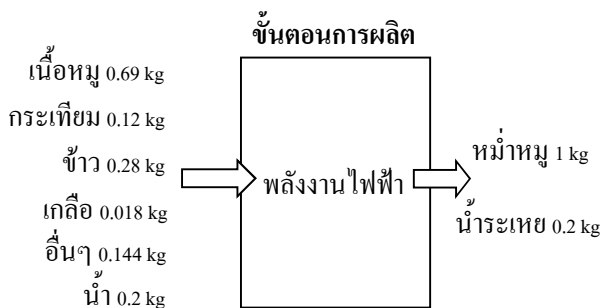 ขั้นตอนการผลิต
เนื้อหมู 0.69 kg
กระเทียม 0.12 kg
ข้าว 0.28 kg
เกลือ 0.018 kg
อื่นๆ 0.144 kg
น้ำ 0.2 kg
พลังงานไฟฟ้า
หม่ำหมู 1 kg
น้ำระเหย 0.2 kg